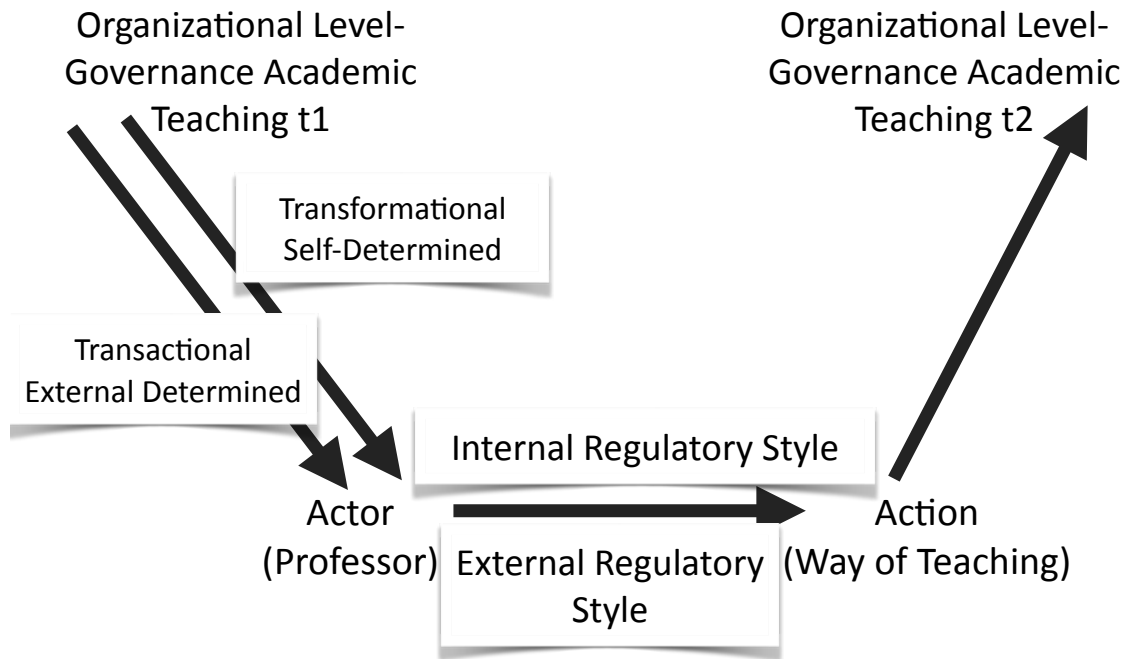 Organizational Level-
Governance Academic
Teaching t1
Organizational Level-
Governance Academic
Teaching t2
Transformational
Self-Determined
Transactional
External Determined
Internal Regulatory Style
Actor
(Professor)
External Regulatory
Style
Action
(Way of Teaching)